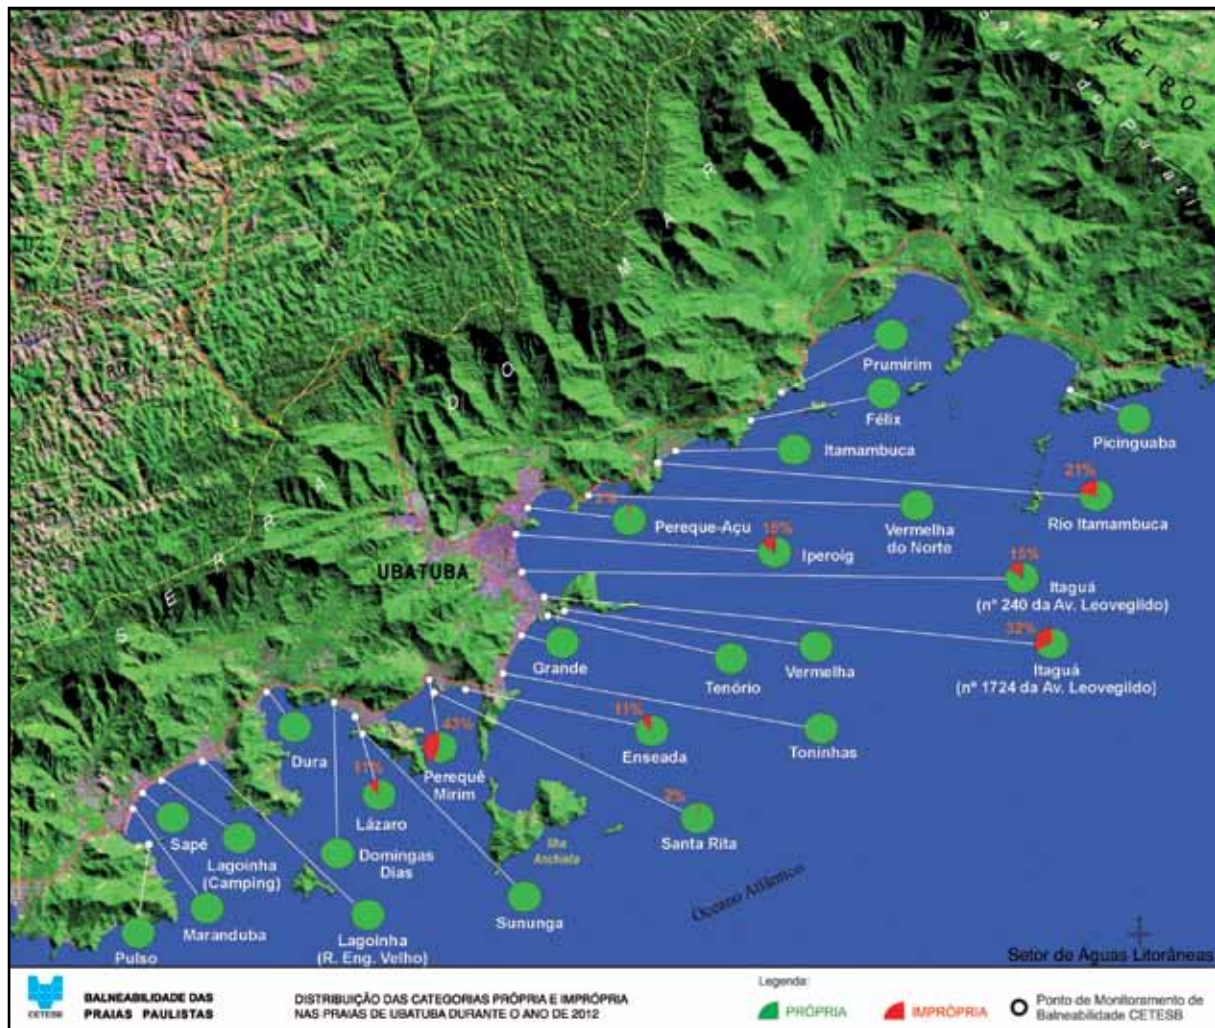 SERRA DO MAR
Prumirim
Félix
Itamambuca
Picinguaba
21%
Rio Itamambuca
Pereque-Açu
Vermelha
do Norte
15%
Iperoig
UBATUBA
15%
Itaguá
(nº 240 da Av. Leovegildo)
32%
Itaguá
(nº 1724 da Av. Leovegildo)
Grande
Tenório
Vermelha
Toninhas
11%
Enseada
Dura
43%
Perequê
Mirim
11%
Lázaro
2%
Santa Rita
Sapé
Lagoinha
(Camping)
Domingas
Dias
Ilha
Anchieta
Oceano Atlântico
Sununga
Maranduba
Lagoinha
(R. Eng. Velho)
Pulso
Setor de Águas Litorâneas
CETESB
BALNEABILIDADE DAS
PRAIAS PAULISTAS
DISTRIBUIÇÃO DAS CATEGORIAS PRÓPRIA E IMPRÓPRIA
NAS PRAIAS DE UBATUBA DURANTE O ANO DE 2012
Legenda:
PRÓPRIA
IMPRÓPRIA
Ponto de Monitoramento de
Balneabilidade CETESB